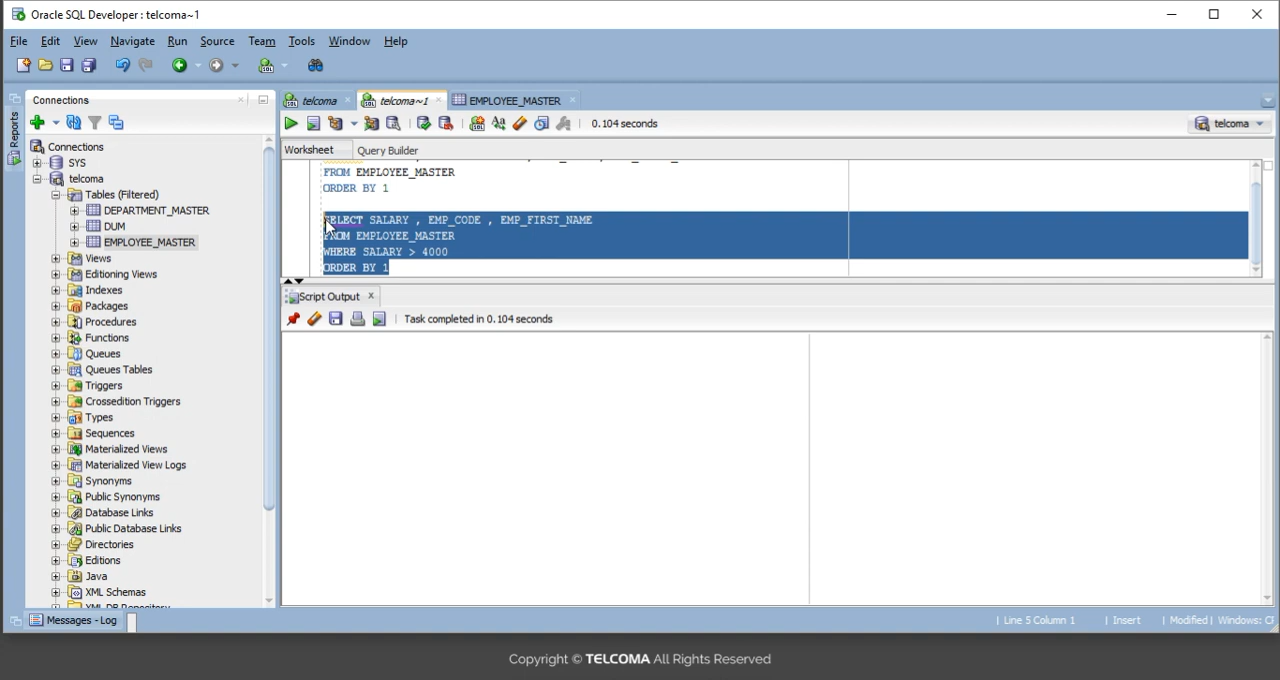 Oracle SQL Developer : telcoma~1
File Edit View Navigate Run Source Team Tools Window Help
Connections
telcoma
telcoma~1
EMPLOYEE_MASTER
0.104 seconds
telcoma
Reports
Worksheet
Query Builder
Connections
SYS
telcoma
Tables (Filtered)
DEPARTMENT_MASTER
DUM
EMPLOYEE_MASTER
Views
Editioning Views
Indexes
Packages
Procedures
Functions
Queues
Queues Tables
Triggers
Crossedition Triggers
Types
Sequences
Materialized Views
Materialized View Logs
Synonyms
Public Synonyms
Database Links
Public Database Links
Directories
Editions
Java
XML Schemas
XML DB Repository
FROM EMPLOYEE_MASTER
ORDER BY 1
SELECT SALARY , EMP_CODE , EMP_FIRST_NAME
FROM EMPLOYEE_MASTER
WHERE SALARY > 4000
ORDER BY 1
Script Output
Task completed in 0.104 seconds
Messages - Log
Line 5 Column 1
Insert
Modified
Windows: CF
Copyright © TELCOMA All Rights Reserved